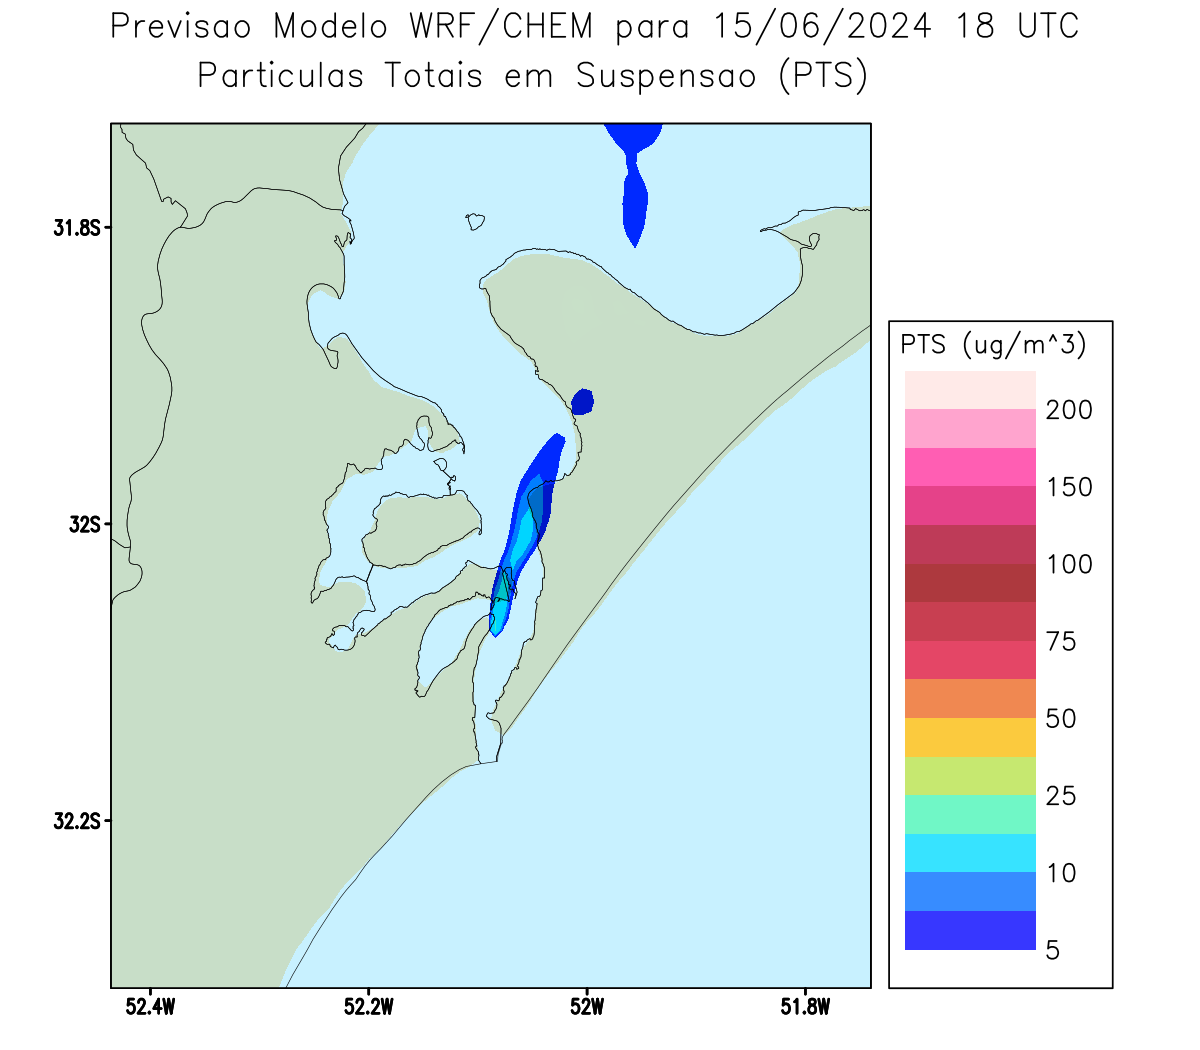 Previsao Modelo WRF/CHEM para 15/06/2024 18 UTC
Particulas Totais em Suspensao (PTS)
31.8S
32S
32.2S
52.4W
52.2W
52W
51.8W
PTS (ug/m^3)
200
150
100
75
50
25
10
5